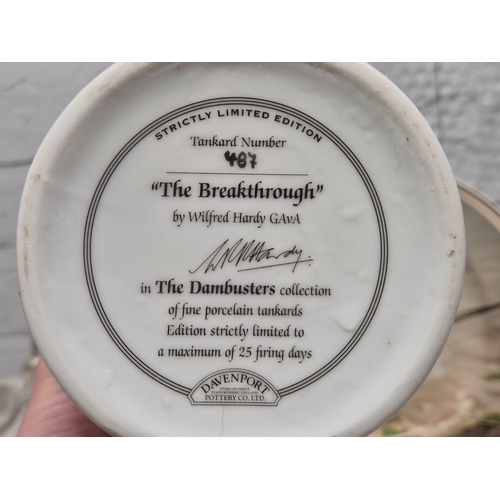 STRICTLY LIMITED EDITION
Tankard Number
487
"The Breakthrough"
by Wilfred Hardy GAvA
in The Dambusters collection
of fine porcelain tankards
Edition strictly limited to
a maximum of 25 firing days
DAVENPORT
POTTERY CO. LTD.